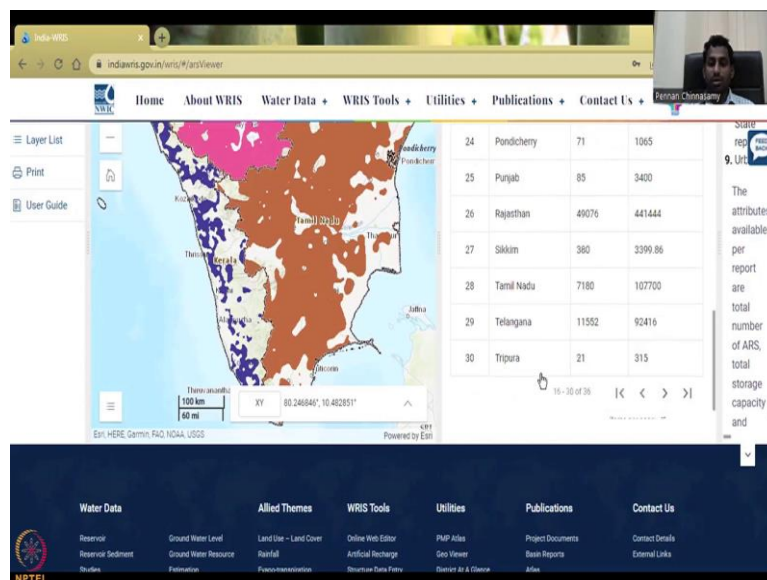 India-WRIS
indiawris.gov.in/wris/#/arsViewer
Pennan Chinnasamy
NWIC
Home About WRIS Water Data + WRIS Tools + Utilities + Publications + Contact Us +
Layer List
Print
User Guide
Pondicherry
Tamil Nadu
Kerala
Jaffna
100 km
60 mi
XY 80.246846°, 10.482851°
Esri, HERE, Garmin, FAO, NOAA, USGS
Powered by Esri
24 Pondicherry 71 1065
25 Punjab 85 3400
26 Rajasthan 49076 441444
27 Sikkim 380 3399.86
28 Tamil Nadu 7180 107700
29 Telangana 11552 92416
30 Tripura 21 315
16 - 30 of 36
State
rep
9. Urb
FEED
BACK
The
attributes
available
per
report
are
total
number
of ARS,
total
storage
capacity
and
Water Data Allied Themes WRIS Tools Utilities Publications Contact Us
Reservoir Ground Water Level Land Use – Land Cover Online Web Editor PMP Atlas Project Documents Contact Details
Reservoir Sediment Ground Water Resource Rainfall Artificial Recharge Geo Viewer Basin Reports External Links
Studies Estimation Evapo-transpiration Structure Data Entry District At A Glance Atlas
NPTEL